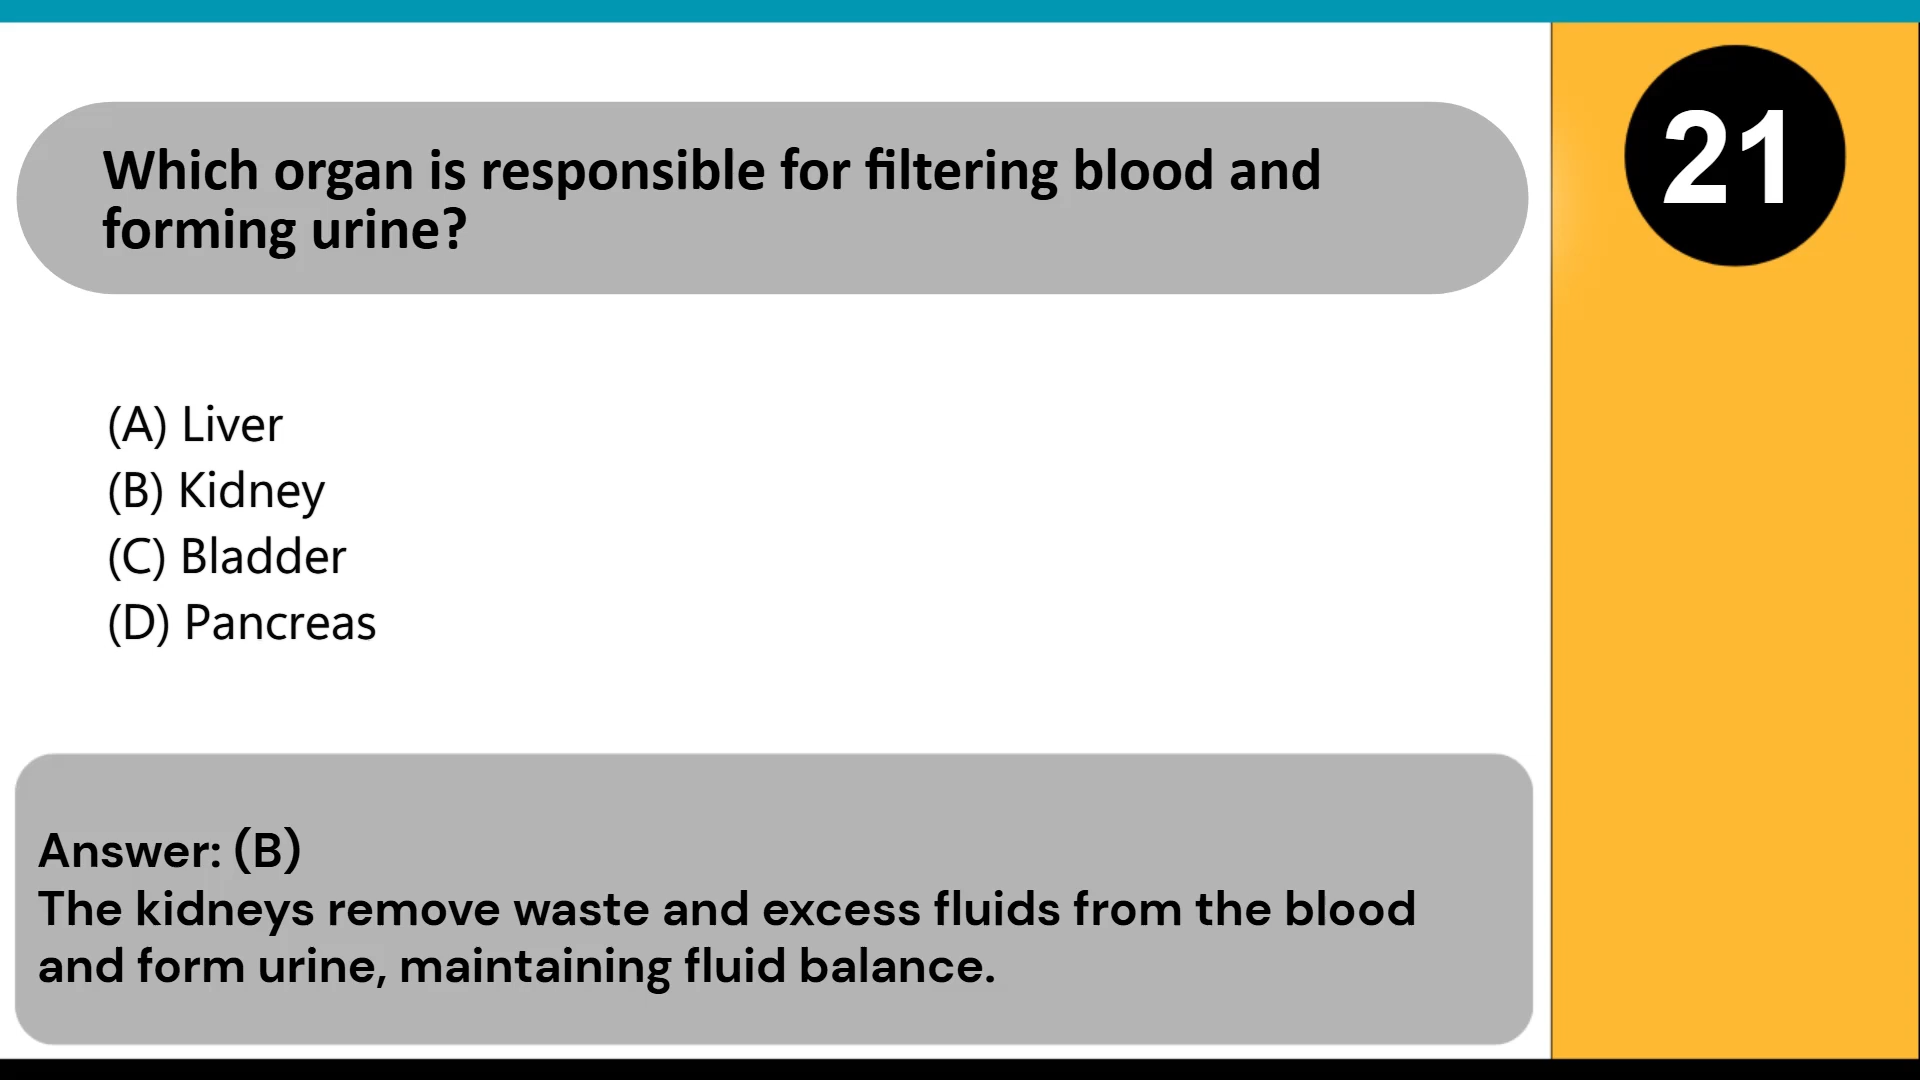 21
Which organ is responsible for filtering blood and
forming urine?
(A) Liver
(B) Kidney
(C) Bladder
(D) Pancreas
Answer: (B)
The kidneys remove waste and excess fluids from the blood
and form urine, maintaining fluid balance.